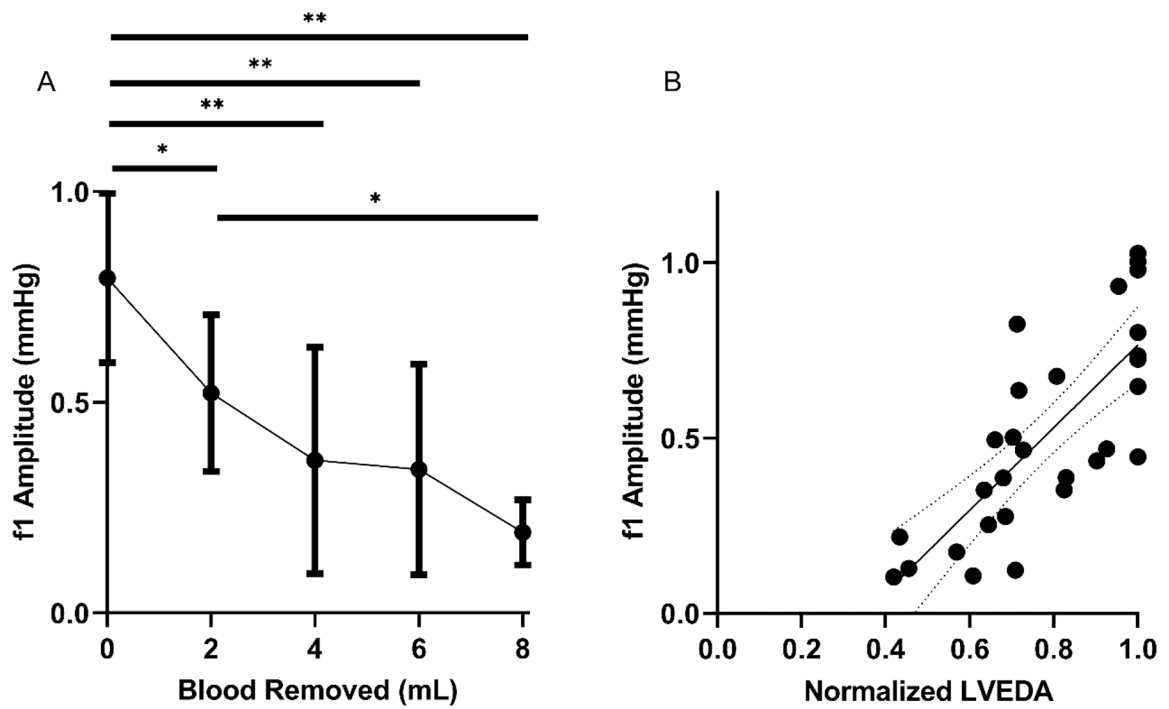 **
A
**
B
**
*
*
1.0
0.5
0.0
f1 Amplitude (mmHg)
0 2 4 6 8
Blood Removed (mL)
1.0
0.5
0.0
f1 Amplitude (mmHg)
0.0 0.2 0.4 0.6 0.8 1.0
Normalized LVEDA